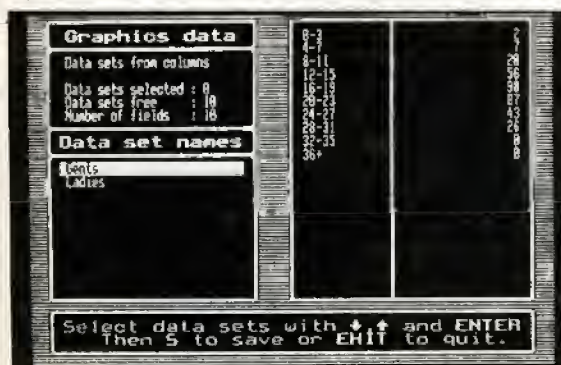 Graphics data
Data sets from columns
Data sets selected : 0
Data sets free : 10
Number of fields :
Data set names
Gents
Ladies
0-3 2
4-7 7
8-11
12-15 56
16-19
20-23 87
24-27 43
28-31 26
32-35 0
36+ 0
Select data sets with ↓ ↑ and ENTER
Then S to save or EXIT to quit.